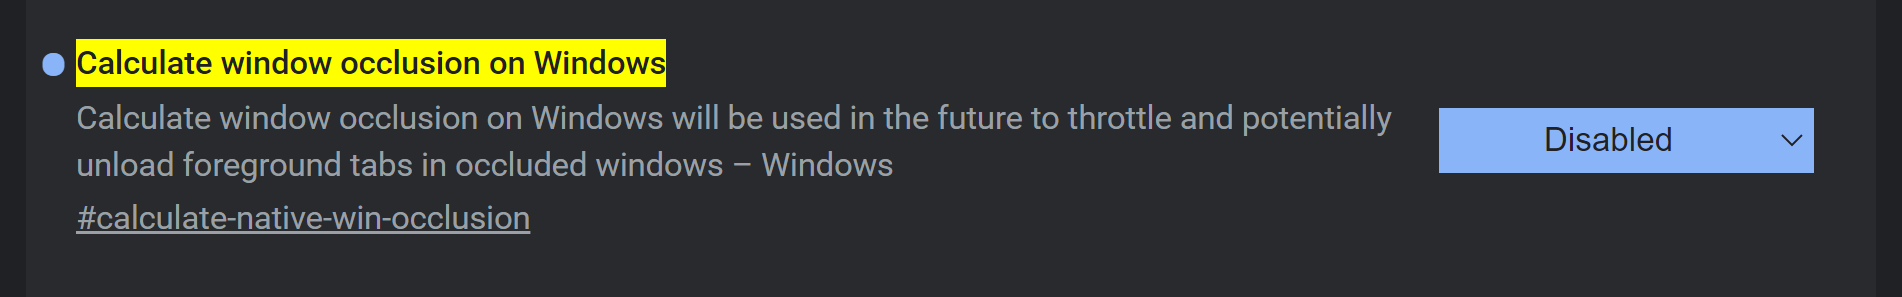 Calculate window occlusion on Windows
Calculate window occlusion on Windows will be used in the future to throttle and potentially
unload foreground tabs in occluded windows – Windows
Disabled
#calculate-native-win-occlusion